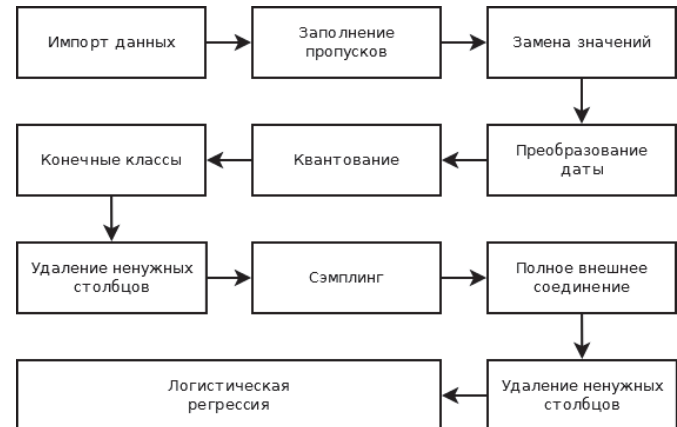 Импорт данных
Заполнение
пропусков
Замена значений
Преобразование
даты
Квантование
Конечные классы
Удаление ненужных
столбцов
Сэмплинг
Полное внешнее
соединение
Удаление ненужных
столбцов
Логистическая
регрессия